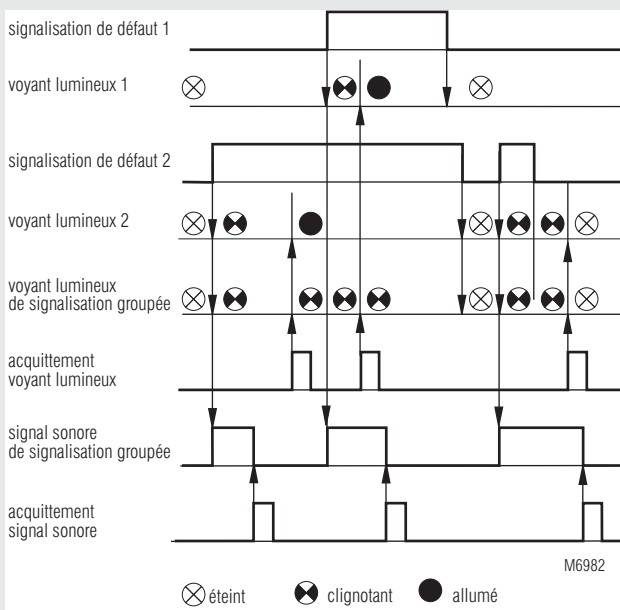 signalisation de défaut 1
voyant lumineux 1
signalisation de défaut 2
voyant lumineux 2
voyant lumineux
de signalisation groupée
acquittement
voyant lumineux
signal sonore
de signalisation groupée
acquittement
signal sonore
M6982
éteint clignotant allumé